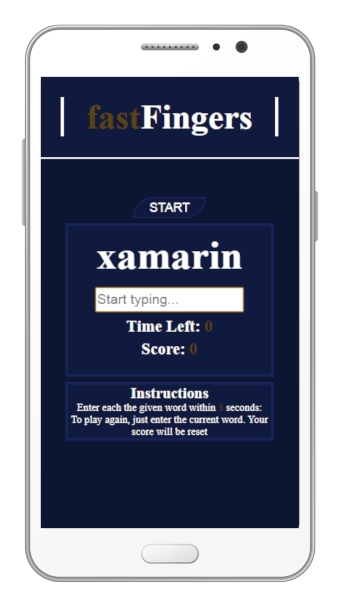 fastFingers
START
xamarin
Start typing...
Time Left: 0
Score: 0
Instructions
Enter each the given word within 3 seconds:
To play again, just enter the current word. Your
score will be reset